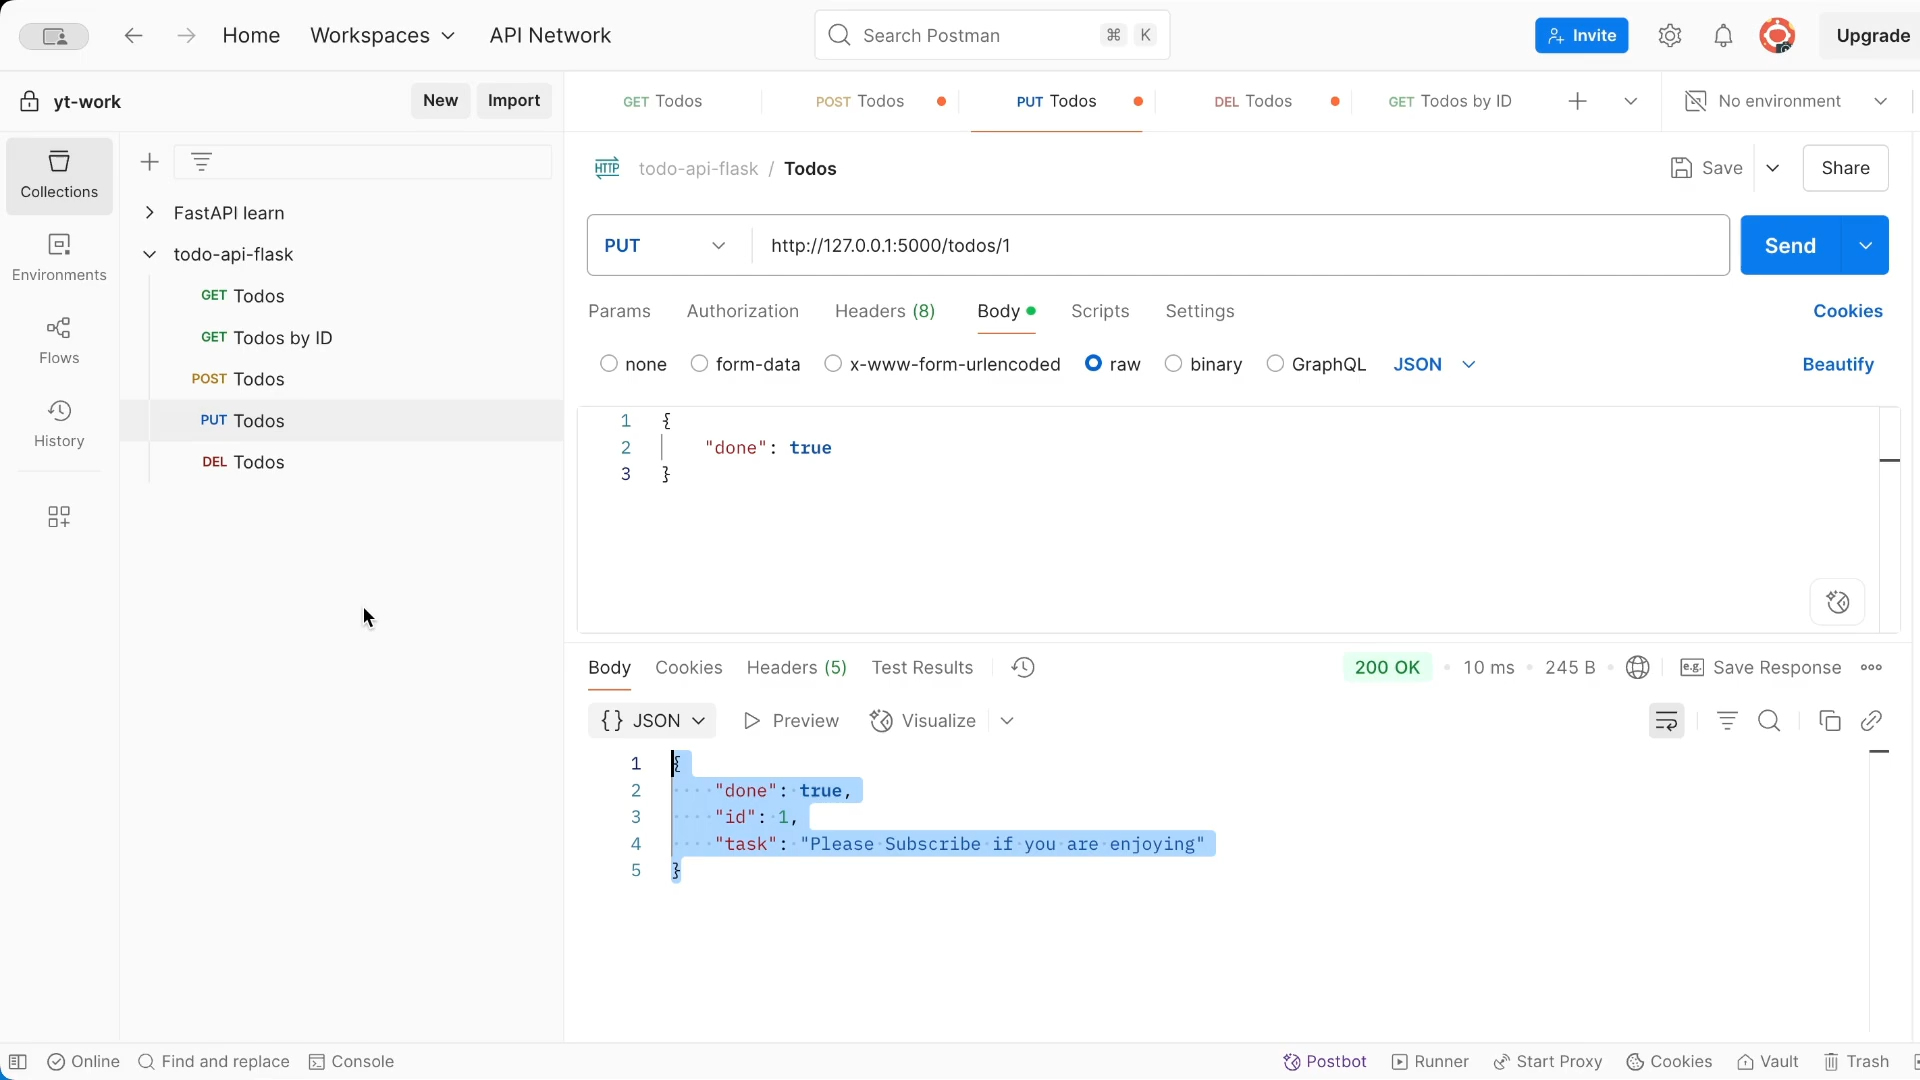 Home
Workspaces
API Network
Search Postman
⌘ K
Invite
Upgrade
yt-work
New
Import
GET Todos
POST Todos
PUT Todos
DEL Todos
GET Todos by ID
No environment
Collections
Environments
Flows
History
FastAPI learn
todo-api-flask
GET Todos
GET Todos by ID
POST Todos
PUT Todos
DEL Todos
HTTP todo-api-flask / Todos
Save
Share
PUT
http://127.0.0.1:5000/todos/1
Send
Params
Authorization
Headers (8)
Body
Scripts
Settings
Cookies
none
form-data
x-www-form-urlencoded
raw
binary
GraphQL
JSON
Beautify
1 {
2 "done": true
3 }
Body
Cookies
Headers (5)
Test Results
200 OK
10 ms
245 B
e.g. Save Response
{} JSON
Preview
Visualize
1 {
2 "done": true,
3 "id": 1,
4 "task": "Please Subscribe if you are enjoying"
5 }
Online
Find and replace
Console
Postbot
Runner
Start Proxy
Cookies
Vault
Trash